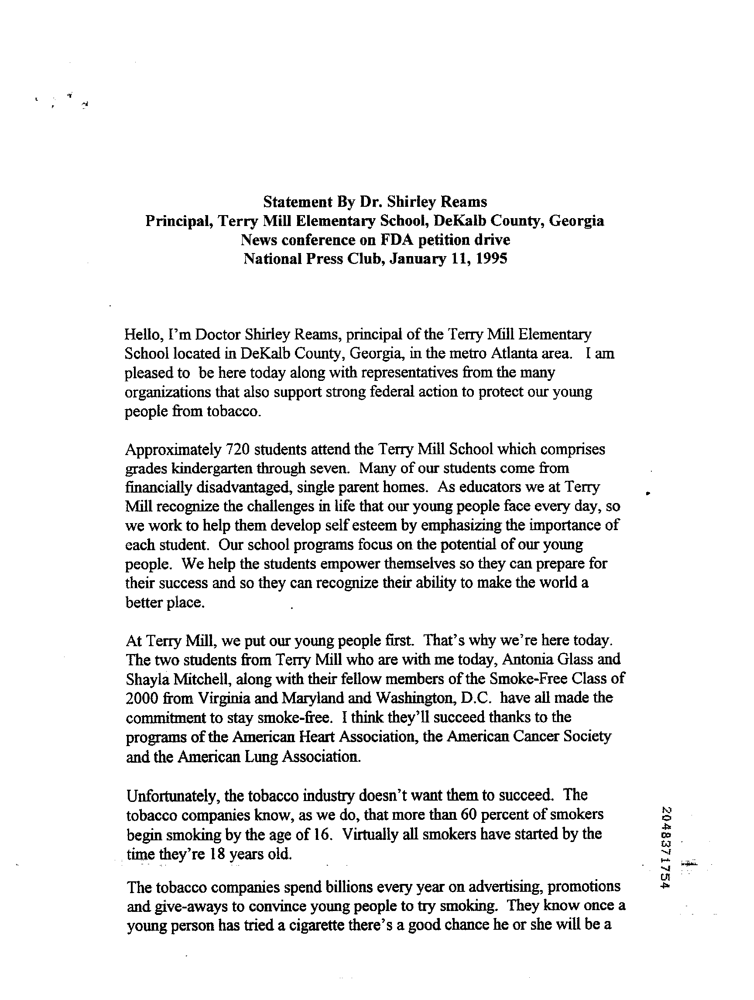 Statement By Dr. Shirley Reams
Principal, Terry Mill Elementary School, DeKalb County, Georgia
News conference on FDA petition drive
National Press Club, January 11, 1995
Hello, I'm Doctor Shirley Reams, principal of the Terry Mill Elementary
School located in DeKalb County, Georgia, in the metro Atlanta area. I am
pleased to be here today along with representatives from the many
organizations that also support strong federal action to protect our young
people from tobacco.
Approximately 720 students attend the Terry Mill School which comprises
grades kindergarten through seven. Many of our students come from
financially disadvantaged, single parent homes. As educators we at Terry
Mill recognize the challenges in life that our young people face every day, so
we work to help them develop self esteem by emphasizing the importance of
each student. Our school programs focus on the potential of our young
people. We help the students empower themselves so they can prepare for
their success and so they can recognize their ability to make the world a
better place.
At Terry Mill, we put our young people first. That's why we're here today.
The two students from Terry Mill who are with me today, Antonia Glass and
Shayla Mitchell, along with their fellow members of the Smoke-Free Class of
2000 from Virginia and Maryland and Washington, D.C. have all made the
commitment to stay smoke-free. I think they'll succeed thanks to the
programs of the American Heart Association, the American Cancer Society
and the American Lung Association.
Unfortunately, the tobacco industry doesn't want them to succeed. The
tobacco companies know, as we do, that more than 60 percent of smokers
begin smoking by the age of 16. Virtually all smokers have started by the
time they're 18 years old.
The tobacco companies spend billions every year on advertising, promotions
and give-aways to convince young people to try smoking. They know once a
young person has tried a cigarette there's a good chance he or she will be a
2048371754